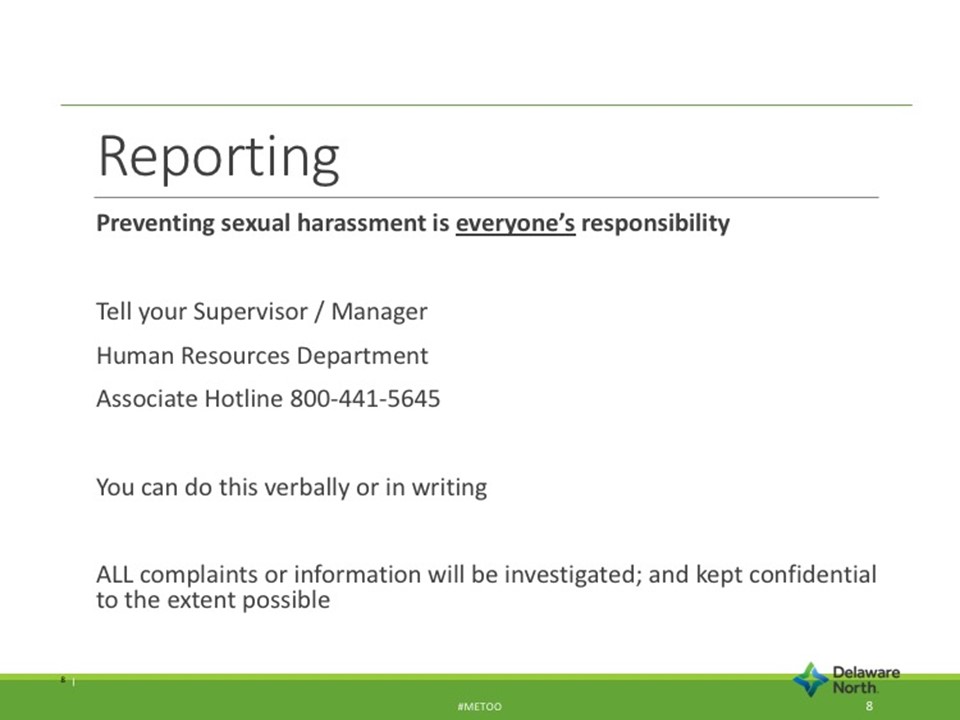 Reporting
Preventing sexual harassment is everyone’s responsibility
Tell your Supervisor / Manager
Human Resources Department
Associate Hotline 800-441-5645
You can do this verbally or in writing
ALL complaints or information will be investigated; and kept confidential
to the extent possible
8 |
Delaware
North
#METOO
8